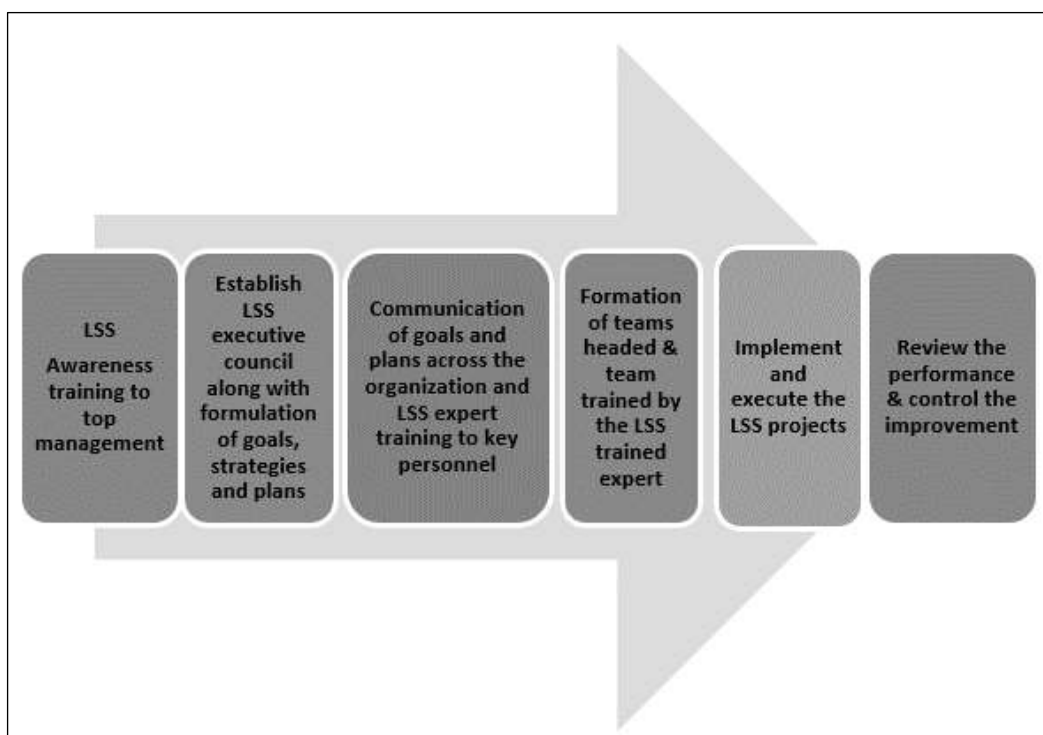 LSS
Awareness
training to
top
management
Establish
LSS
executive
council
along with
formulation
of goals,
strategies
and plans
Communication
of goals and
plans across the
organization and
LSS expert
training to key
personnel
Formation
of teams
headed &
team
trained by
the LSS
trained
expert
Implement
and
execute the
LSS projects
Review the
performance
& control the
improvement